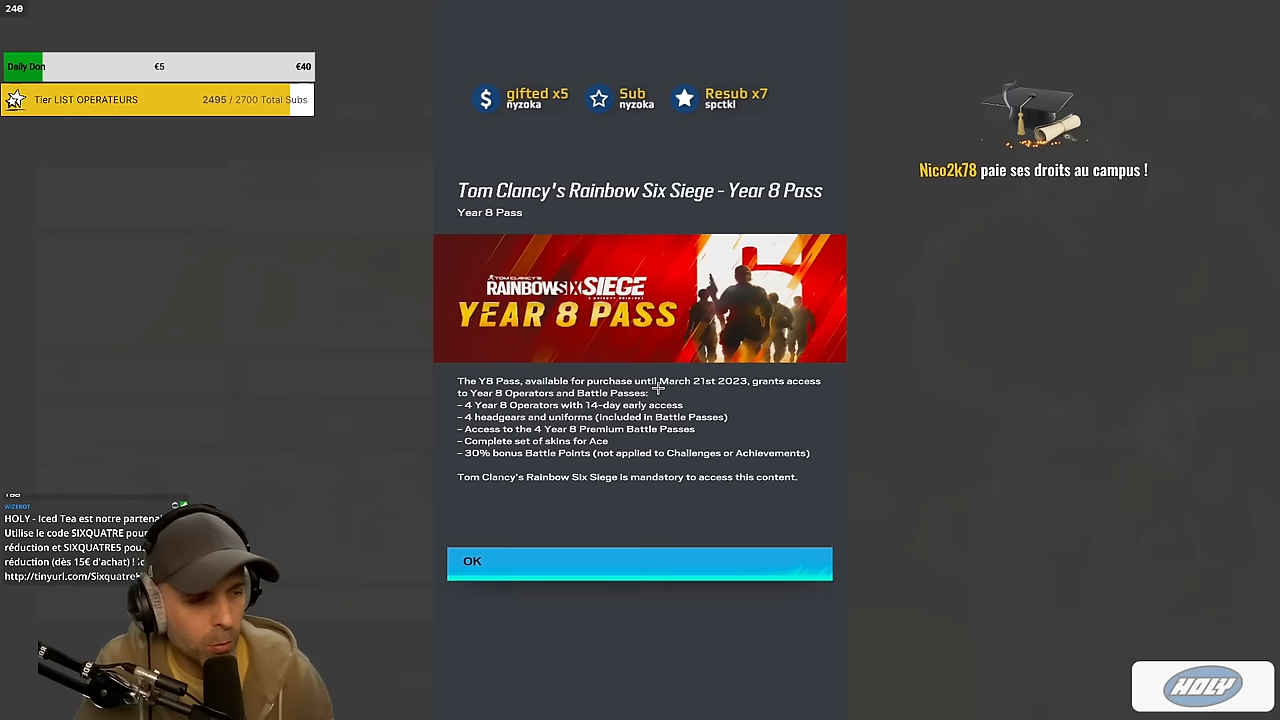 240
Daily Don €5 €40
Tier LIST OPERATEURS 2495 / 2700 Total Subs
gifted x5
nyzoka
Sub
nyzoka
Resub x7
spctkl
Nico2k78 paie ses droits au campus !
Tom Clancy's Rainbow Six Siege - Year 8 Pass
Year 8 Pass
TOM CLANCY'S
RAINBOWSIX SIEGE
YEAR 8 PASS
The Y8 Pass, available for purchase until March 21st 2023, grants access
to Year 8 Operators and Battle Passes:
- 4 Year 8 Operators with 14-day early access
- 4 headgears and uniforms (included in Battle Passes)
- Access to the 4 Year 8 Premium Battle Passes
- Complete set of skins for Ace
- 30% bonus Battle Points (not applied to Challenges or Achievements)
Tom Clancy's Rainbow Six Siege is mandatory to access this content.
OK
WIZEBOT
HOLY - Iced Tea est notre partena
Utilise le code SIXQUATRE pour
réduction et SIXQUATRE5 pou
réduction (dès 15€ d'achat) !
http://tinyurl.com/Sixquatre
HOLY